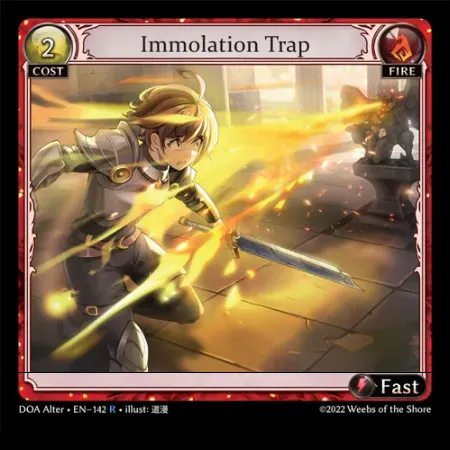 2
Immolation Trap
COST
FIRE
Fast
DOA Alter • EN-142 R • illust: 道漫
©2022 Weebs of the Shore